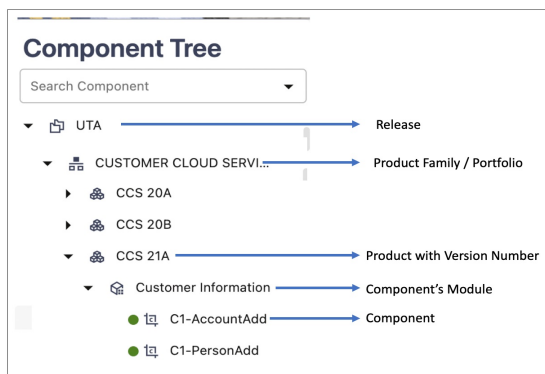 Component Tree
Search Component
UTA Release
CUSTOMER CLOUD SERVI... Product Family / Portfolio
CCS 20A
CCS 20B
CCS 21A Product with Version Number
Customer Information Component's Module
C1-AccountAdd Component
C1-PersonAdd